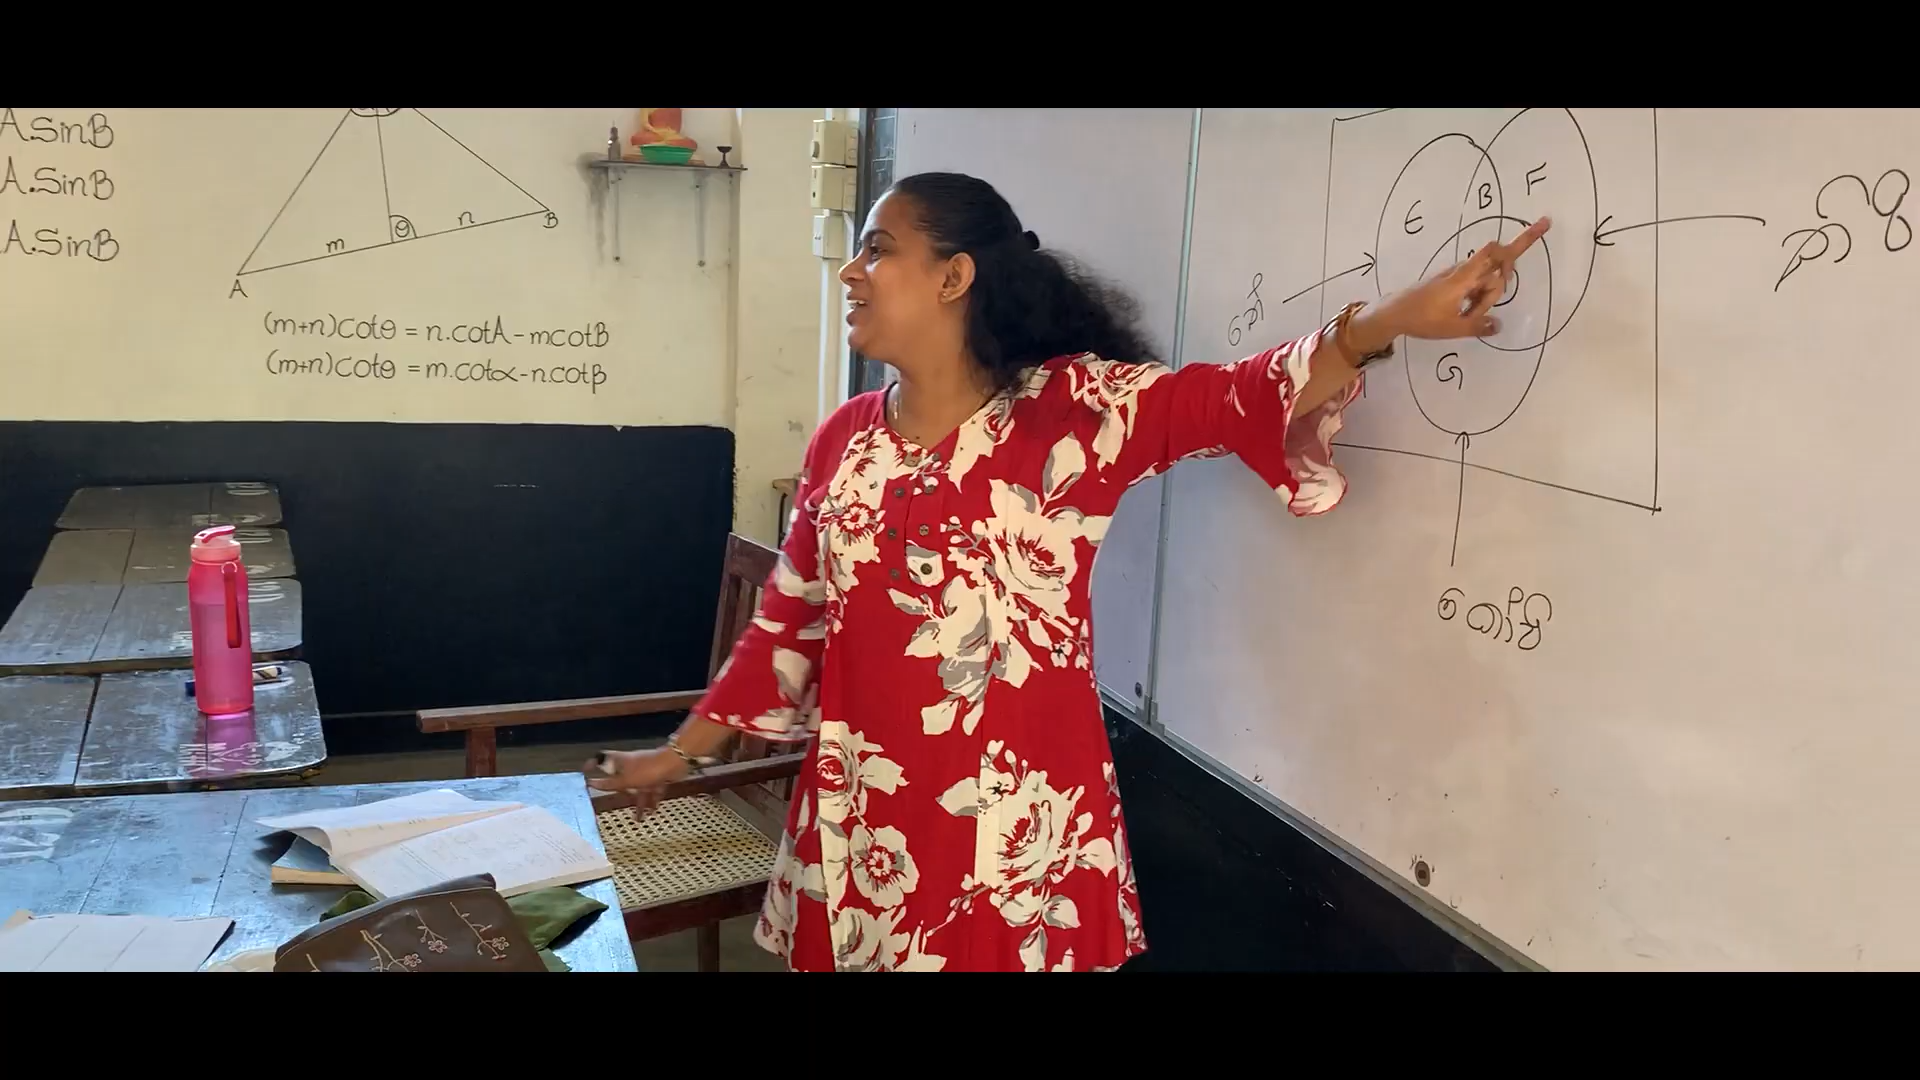 A.SinB
A.SinB
A.SinB
m
θ
n
A
B
(m+n)cotθ = n.cotA - mcotB
(m+n)cotθ = m.cotα - n.cotβ
E
B
F
G
තේ
කෝපි